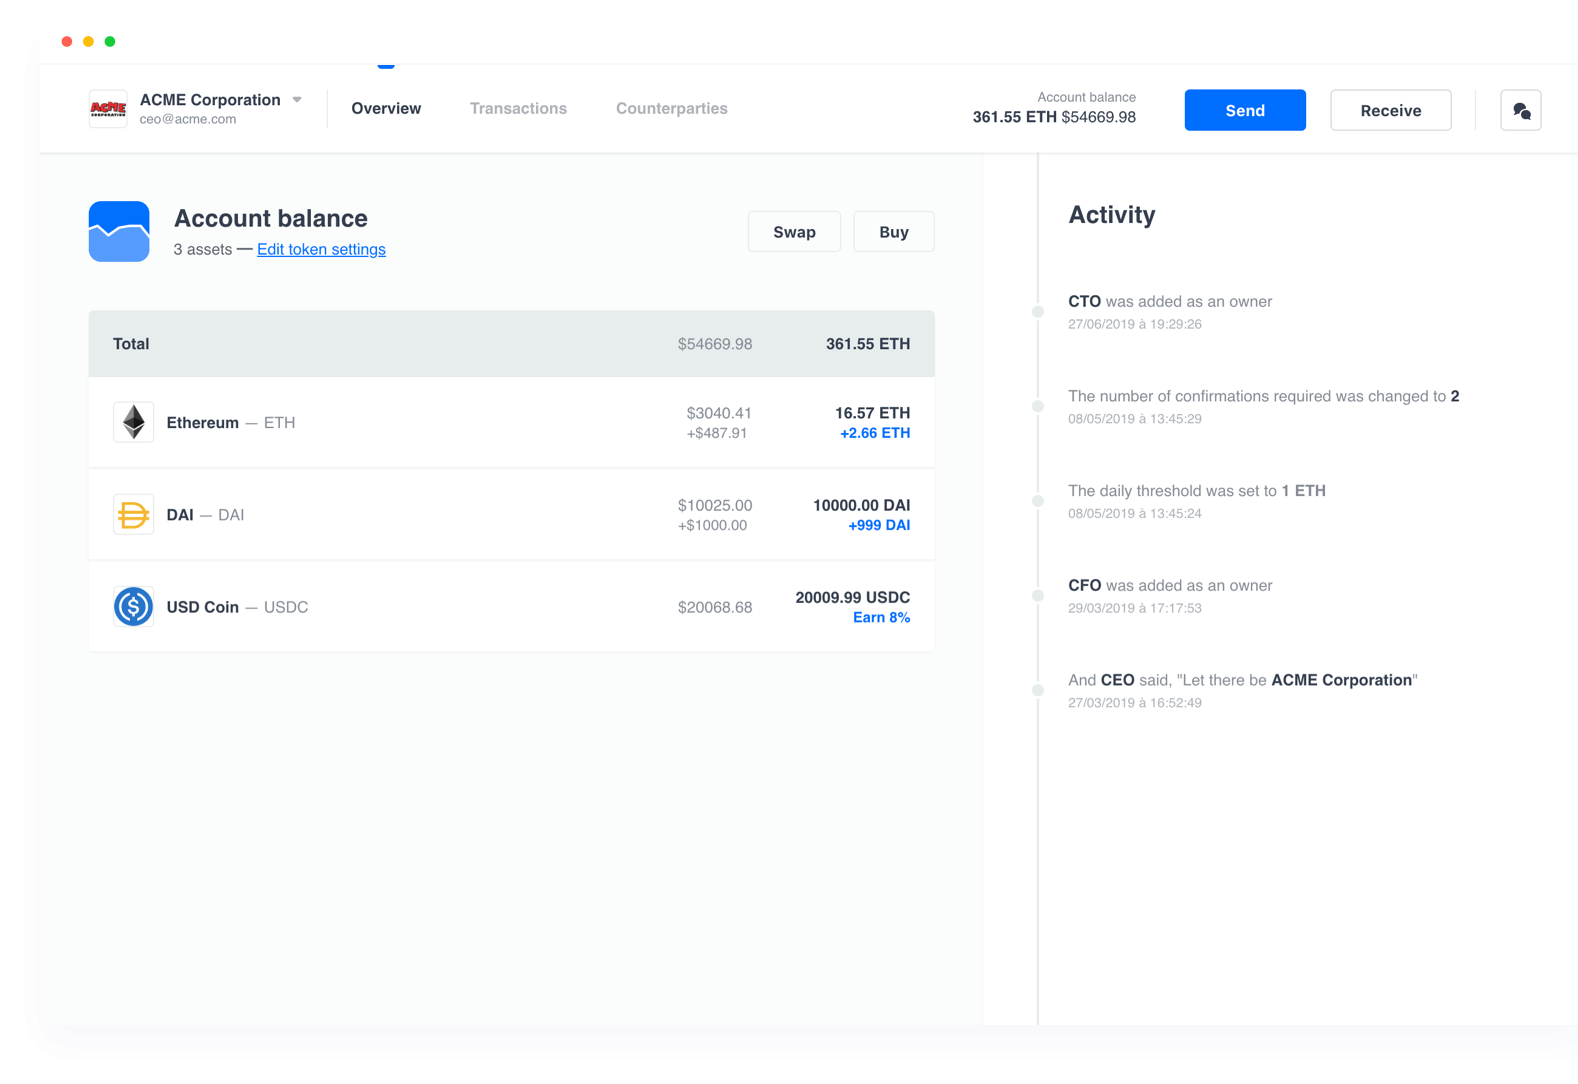 ACME
CORPORATION
ACME Corporation
ceo@acme.com
Overview
Transactions
Counterparties
Account balance
361.55 ETH $54669.98
Send
Receive
Account balance
3 assets — Edit token settings
Swap
Buy
Total $54669.98 361.55 ETH
Ethereum — ETH
$3040.41 16.57 ETH
+$487.91 +2.66 ETH
DAI — DAI
$10025.00 10000.00 DAI
+$1000.00 +999 DAI
USD Coin — USDC
$20068.68
20009.99 USDC
Earn 8%
Activity
CTO was added as an owner
27/06/2019 à 19:29:26
The number of confirmations required was changed to 2
08/05/2019 à 13:45:29
The daily threshold was set to 1 ETH
08/05/2019 à 13:45:24
CFO was added as an owner
29/03/2019 à 17:17:53
And CEO said, "Let there be ACME Corporation"
27/03/2019 à 16:52:49